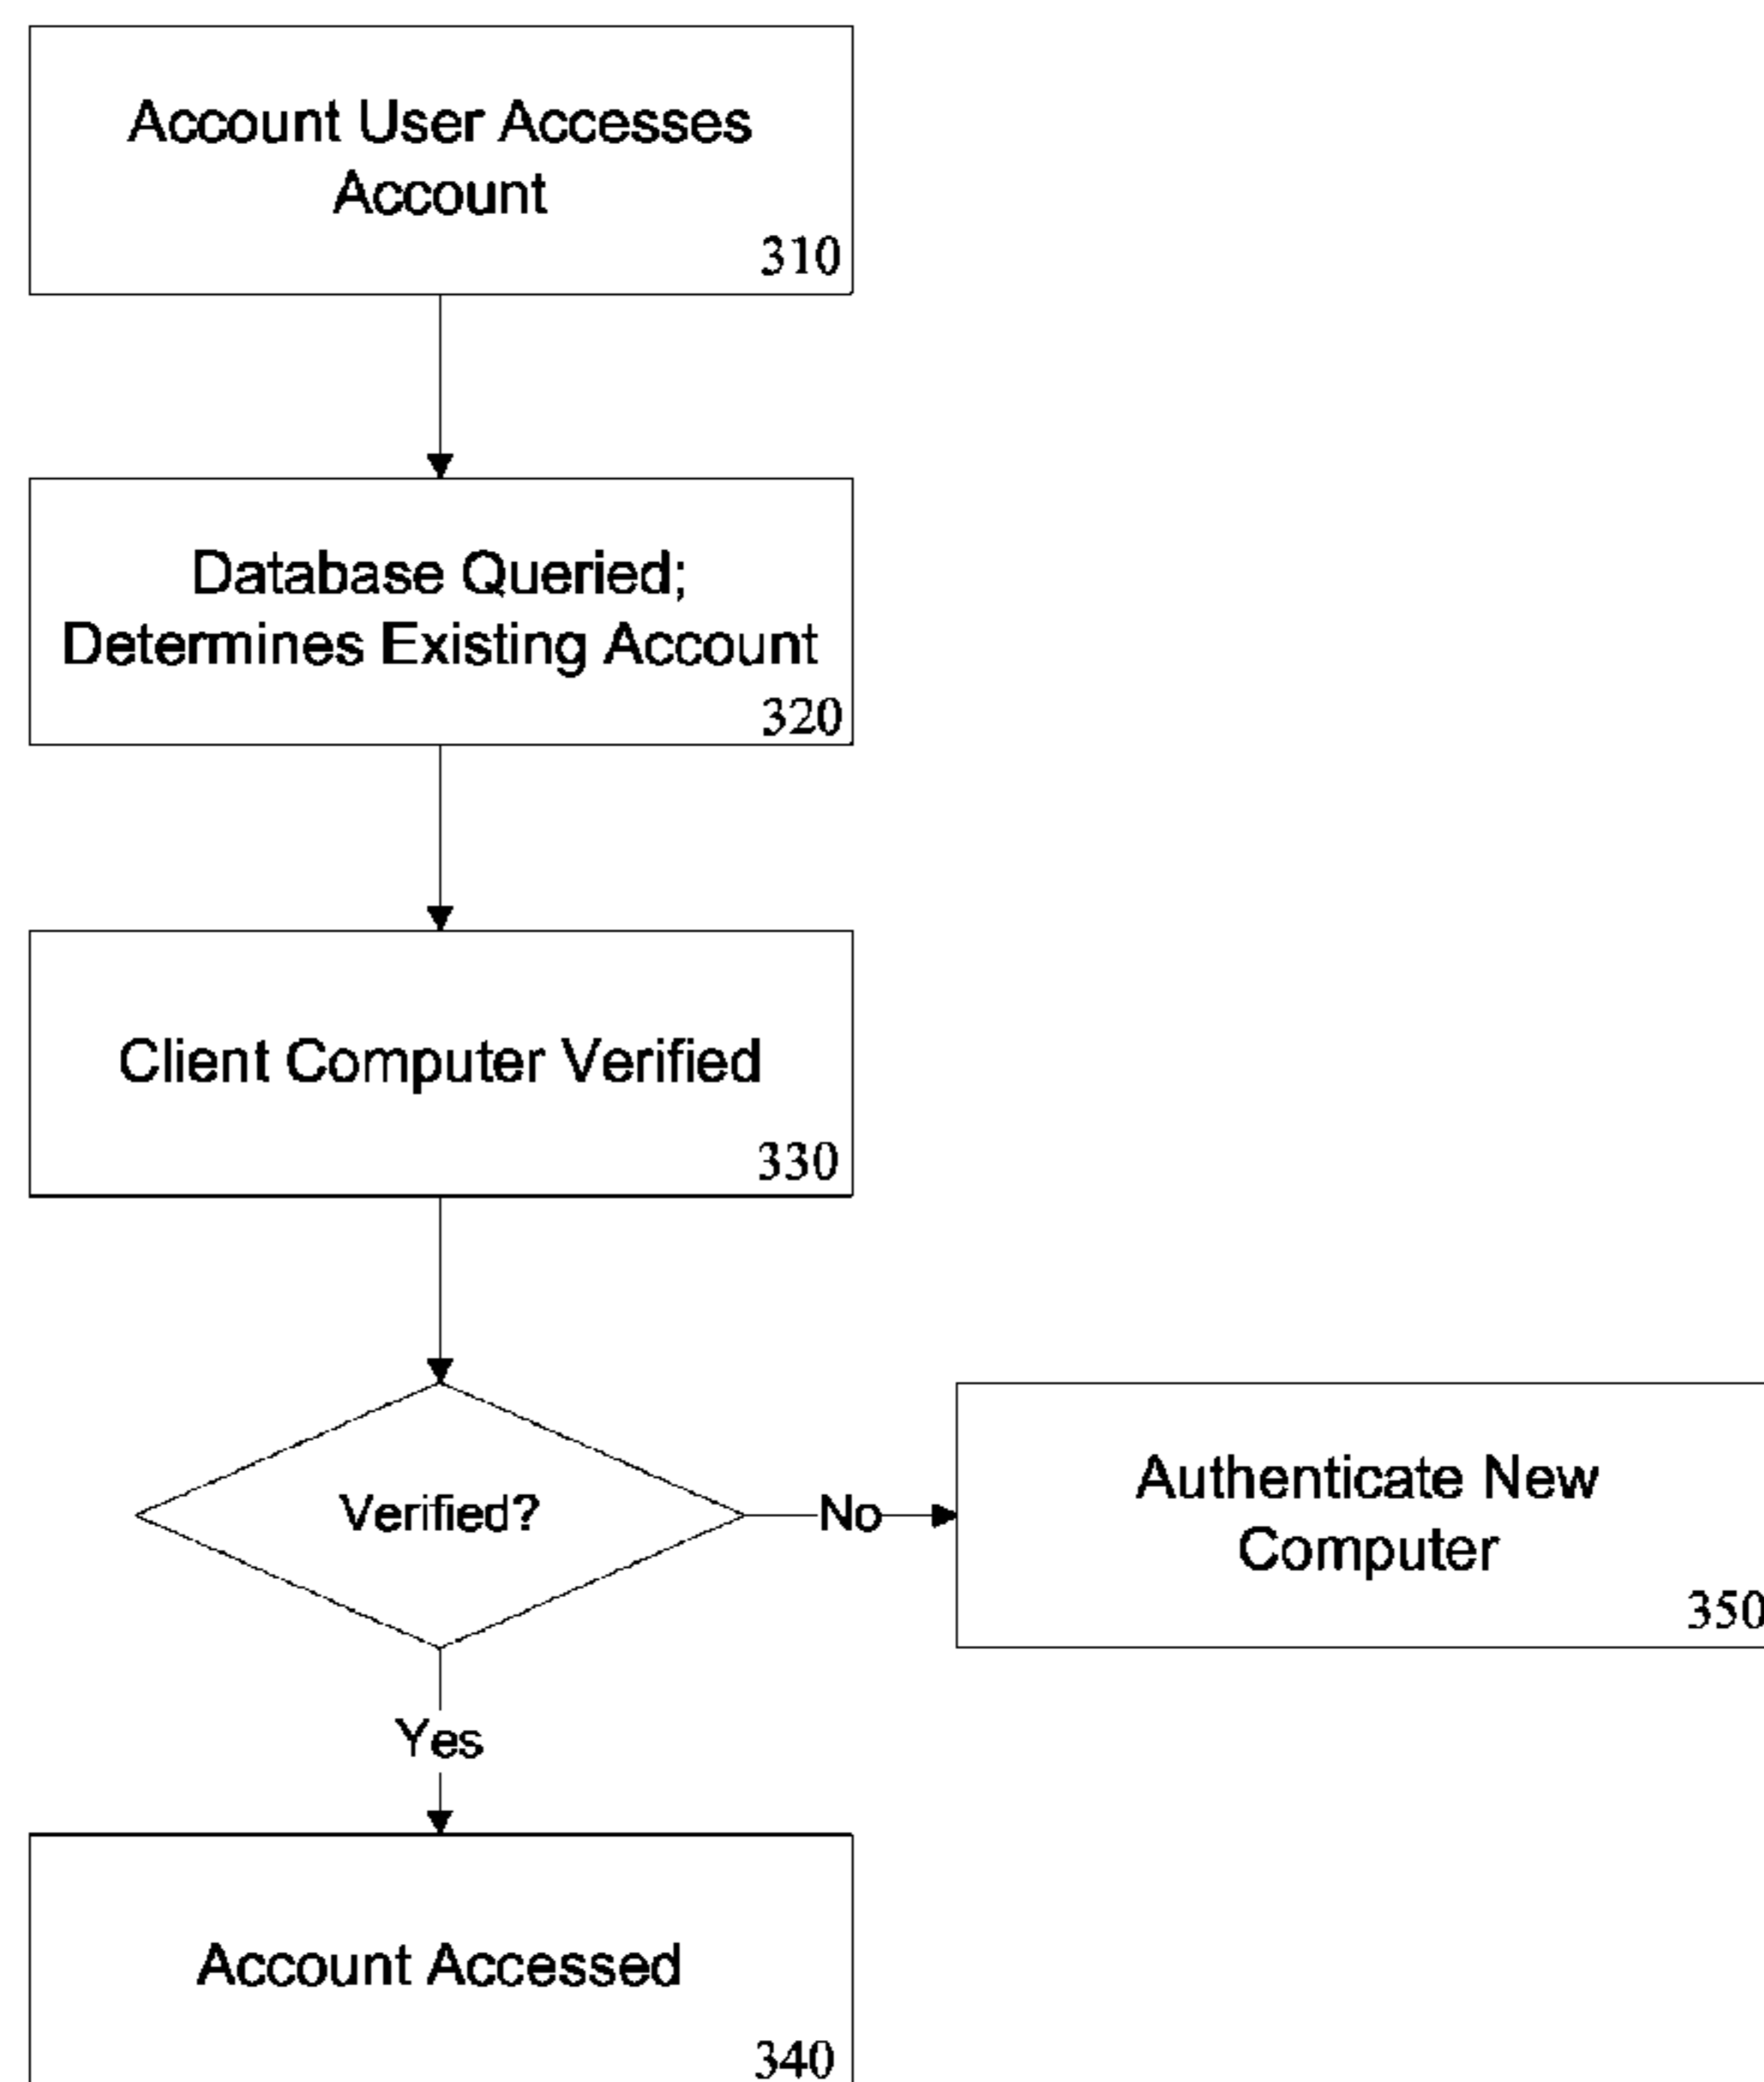 Account User Accesses
Account
310
Database Queried;
Determines Existing Account
320
Client Computer Verified
330
Verified?
No
Authenticate New
Computer
350
Yes
Account Accessed
340